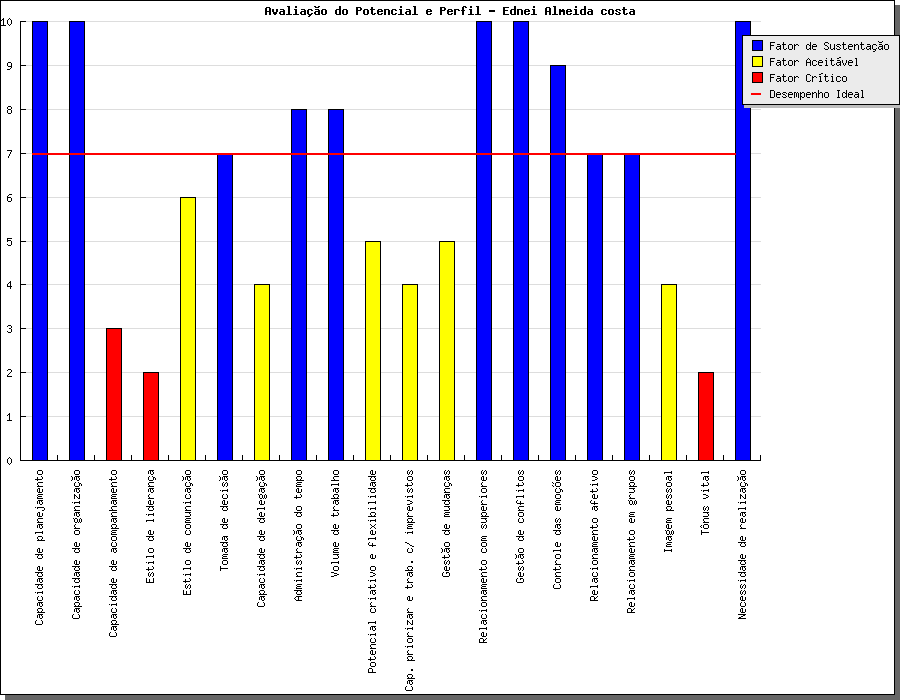 Avaliação do Potencial e Perfil - Ednei Almeida costa
10
9
8
7
6
5
4
3
2
1
0
Fator de Sustentação
Fator Aceitável
Fator Crítico
Desempenho Ideal
Capacidade de planejamento
Capacidade de organização
Capacidade de acompanhamento
Estilo de liderança
Estilo de comunicação
Tomada de decisão
Capacidade de delegação
Administração do tempo
Volume de trabalho
Potencial criativo e flexibilidade
Cap. priorizar e trab. c/ imprevistos
Gestão de mudanças
Relacionamento com superiores
Gestão de conflitos
Controle das emoções
Relacionamento afetivo
Relacionamento em grupos
Imagem pessoal
Tônus vital
Necessidade de realização